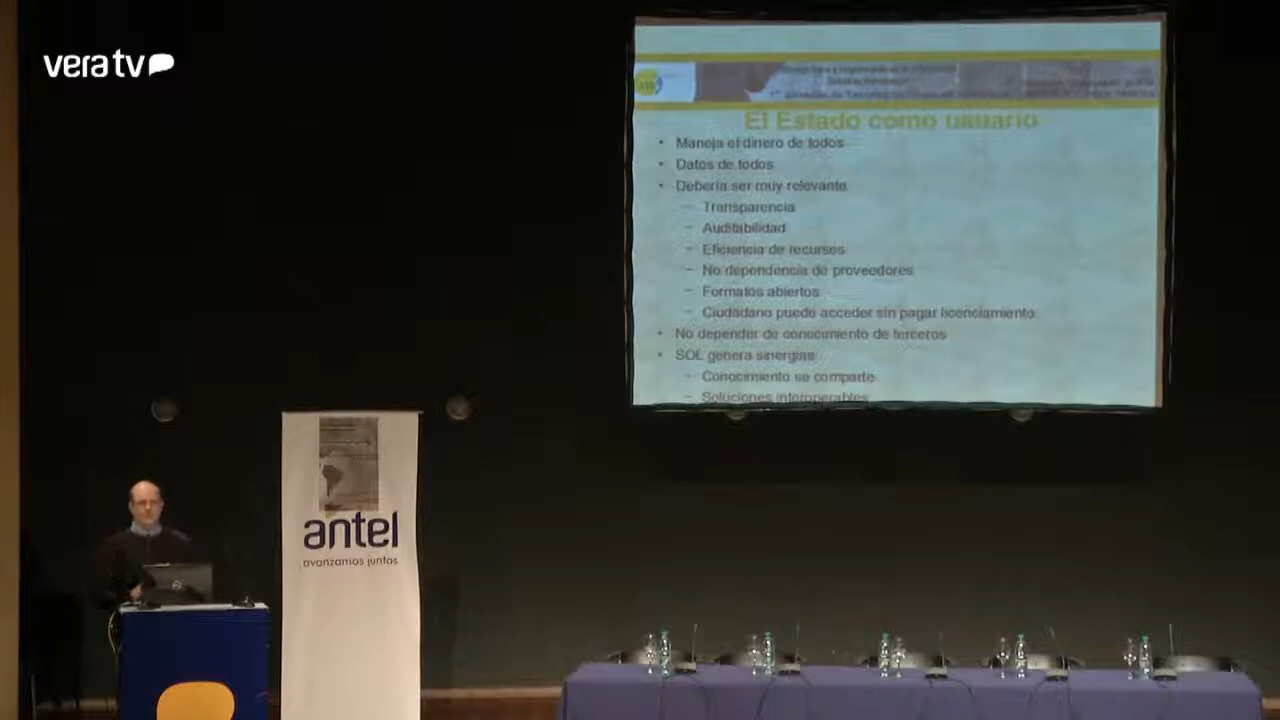 vera tv
El Estado como usuario
• Maneja el dinero de todos
• Datos de todos
• Debería ser muy relevante
– Transparencia
– Auditabilidad
– Eficiencia de recursos
– No dependencia de proveedores
– Formatos abiertos
– Ciudadano puede acceder sin pagar licenciamiento
• No depender de conocimiento de terceros
• SOL genera sinergias
– Conocimiento se comparte
– Soluciones interoperables
antel
avanzamos juntos